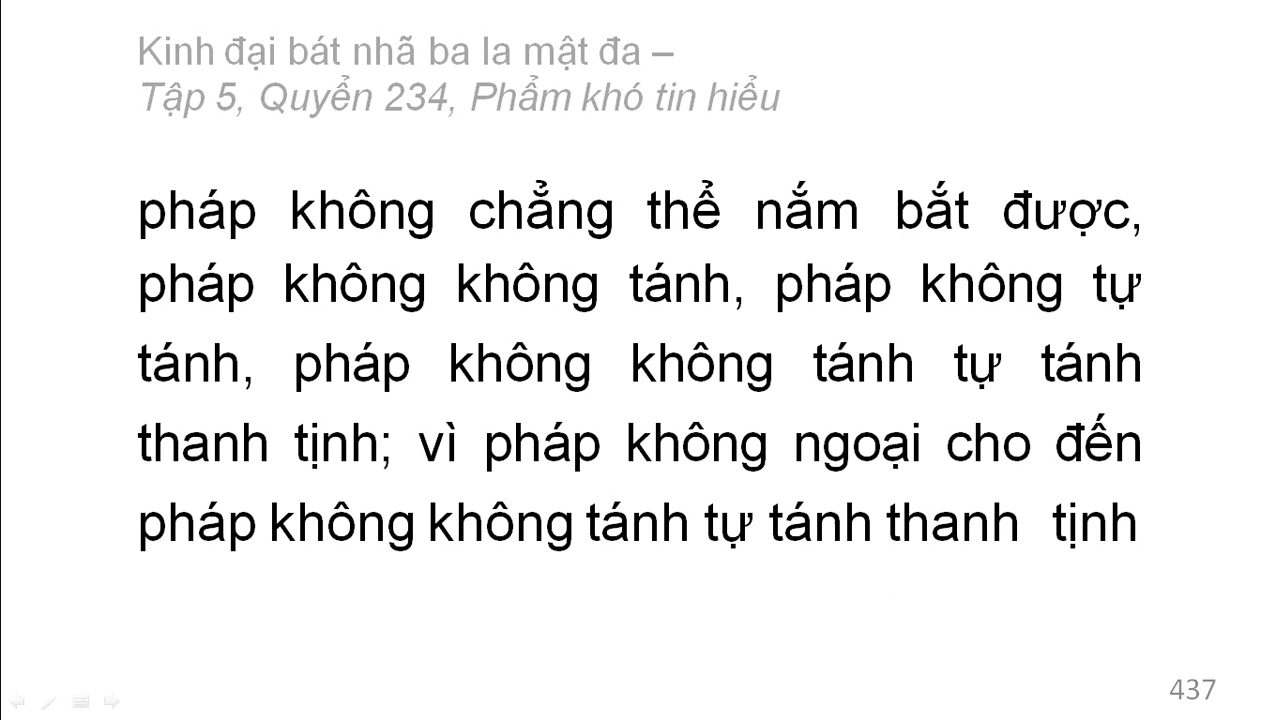 Kinh đại bát nhã ba la mật đa –
Tập 5, Quyển 234, Phẩm khó tin hiểu
pháp không chẳng thể nắm bắt được,
pháp không không tánh, pháp không tự
tánh, pháp không không tánh tự tánh
thanh tịnh; vì pháp không ngoại cho đến
pháp không không tánh tự tánh thanh tịnh
437